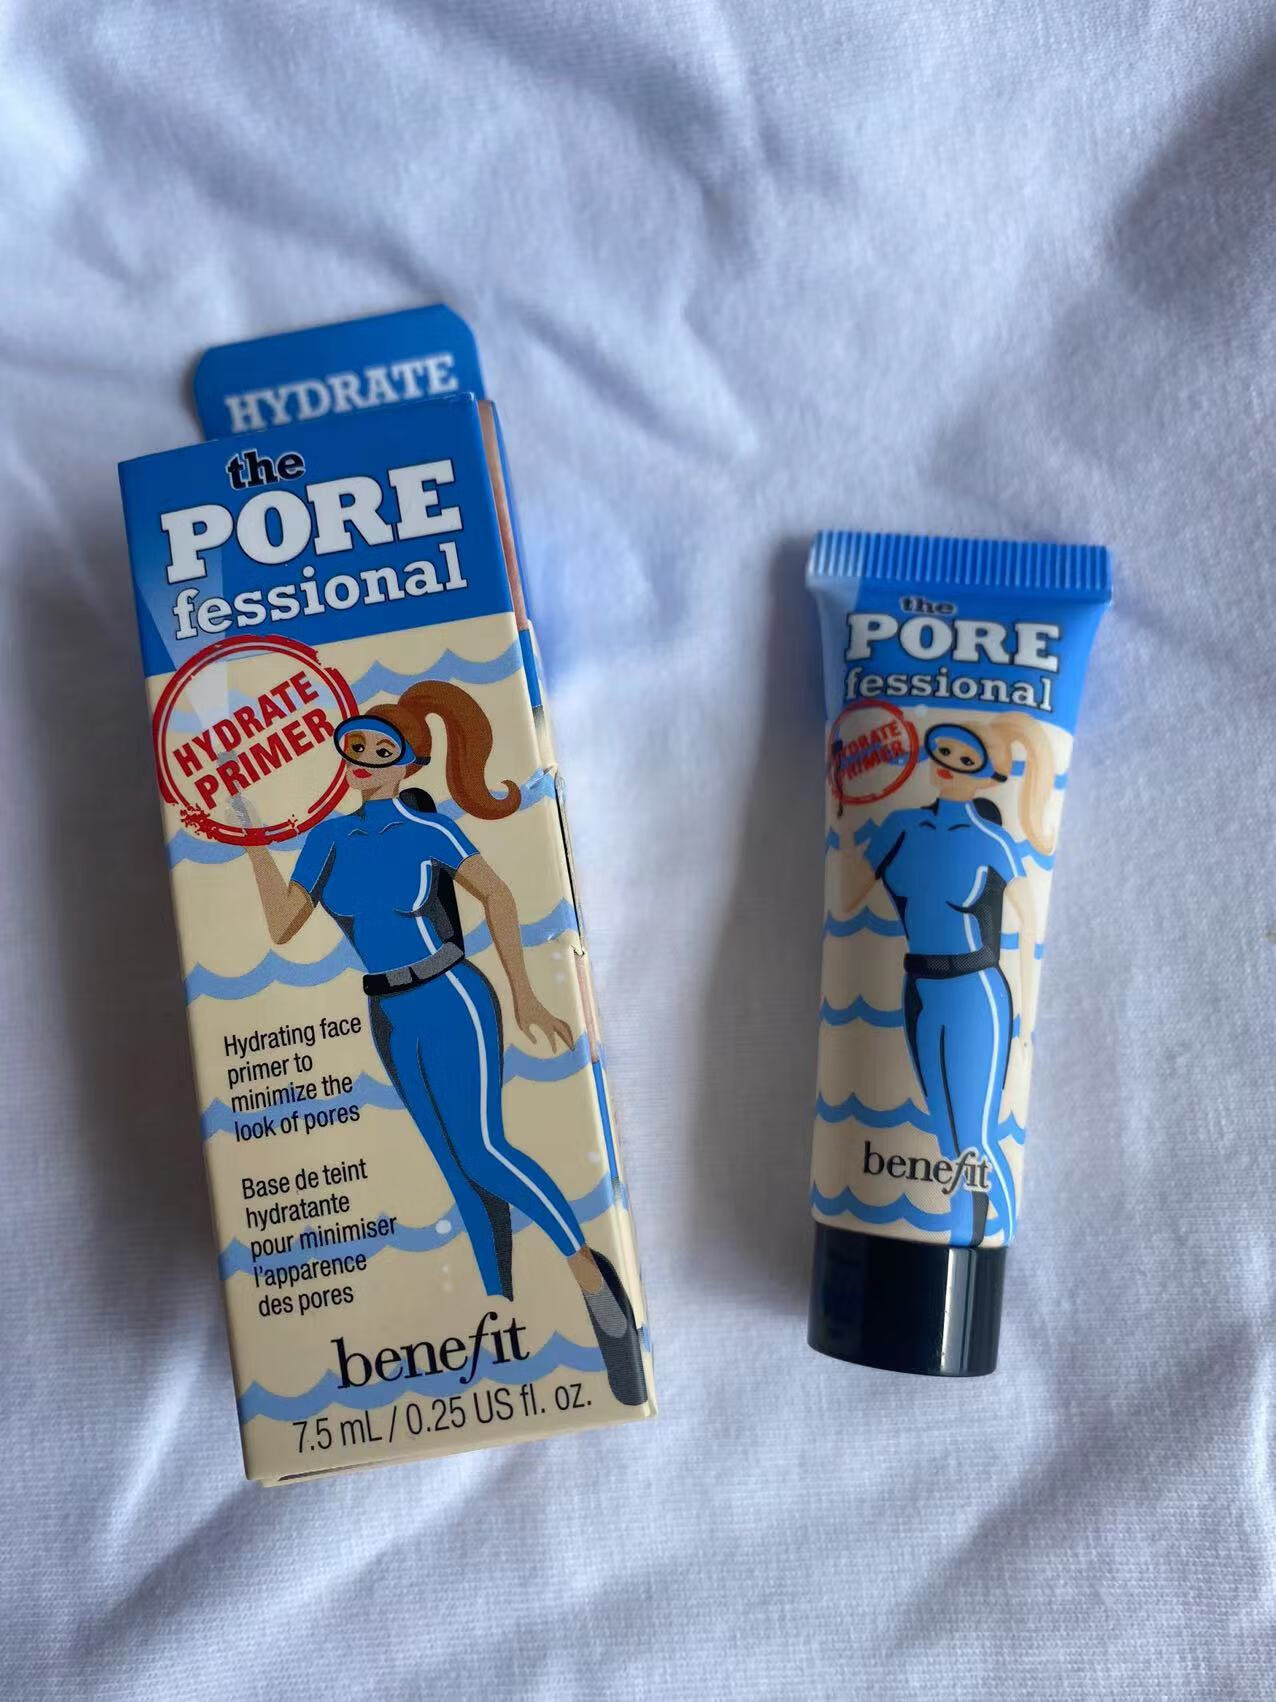 HYDRATE
the
PORE
fessional
HYDRATE
PRIMER
Hydrating face
primer to
minimize the
look of pores
Base de teint
hydratante
pour minimiser
l'apparence
des pores
benefit
7.5 mL / 0.25 US fl. oz.
the
PORE
fessional
HYDRATE
PRIMER
benefit